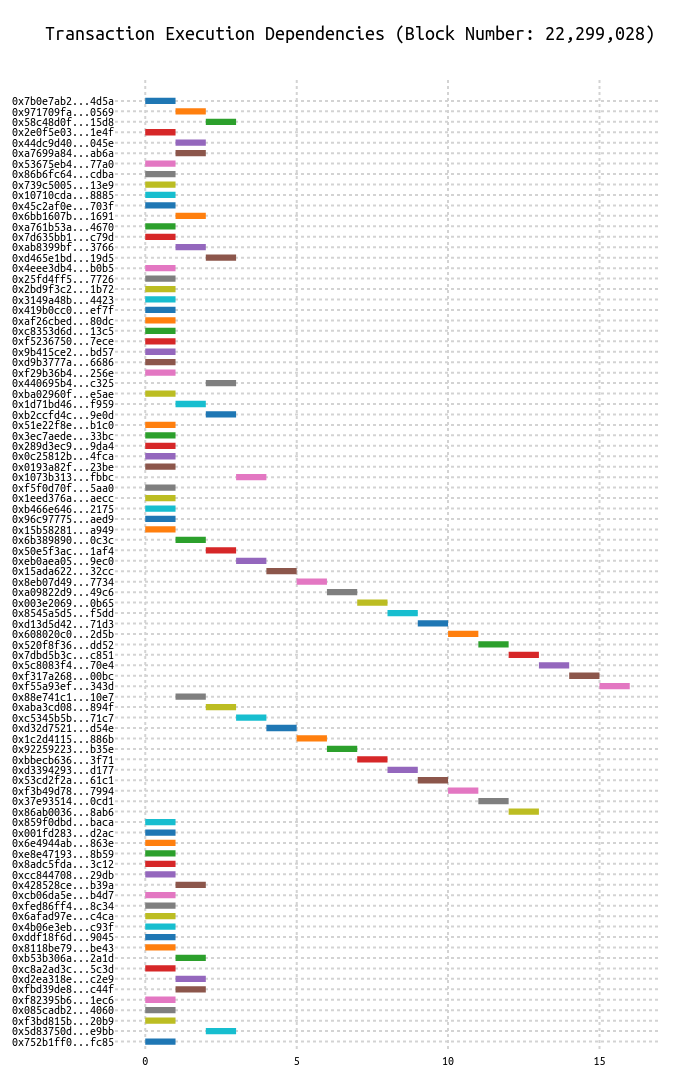 Transaction Execution Dependencies (Block Number: 22,299,028)
0x7b0e7ab2...4d5a
0x971709fa...0569
0x58c48d0f...15d8
0x2e0f5e03...1e4f
0x44dc9d40...045e
0xa7699a84...ab6a
0x53675eb4...77a0
0x86b6fc64...cdba
0x739c5005...13e9
0x10710cda...8885
0x45c2af0e...703f
0x6bb1607b...1691
0xa761b53a...4670
0x7d635bb1...c79d
0xab8399bf...3766
0xd465e1bd...19d5
0x4eee3db4...b0b5
0x25fd4ff5...7726
0x2bd9f3c2...1b72
0x3149a48b...4423
0x419b0cc0...ef7f
0xaf26cbed...80dc
0xc8353d6d...13c5
0xf5236750...7ece
0x9b415ce2...bd57
0xd9b3777a...6686
0xf29b36b4...256e
0x440695b4...c325
0xba02960f...e5ae
0x1d71bd46...f959
0xb2ccfd4c...9e0d
0x51e22f8e...b1c0
0x3ec7aede...33bc
0x289d3ec9...9da4
0x0c25812b...4fca
0x0193a82f...23be
0x1073b313...fbbc
0xf5f0d70f...5aa0
0x1eed376a...aecc
0xb466e646...2175
0x96c97775...aed9
0x15b58281...a949
0x6b389890...0c3c
0x50e5f3ac...1af4
0xeb0aea05...9ec0
0x15ada622...32cc
0x8eb07d49...7734
0xa09822d9...49c6
0x003e2069...0b65
0x8545a5d5...f5dd
0xd13d5d42...71d3
0x608020c0...2d5b
0x520f8f36...dd52
0x7dbd5b3c...c851
0x5c8083f4...70e4
0xf317a268...00bc
0xf55a93ef...343d
0x88e741c1...10e7
0xaba3cd08...894f
0xc5345b5b...71c7
0xd32d7521...d54e
0x1c2d4115...886b
0x92259223...b35e
0xbbecb636...3f71
0xd3394293...d177
0x53cd2f2a...61c1
0xf3b49d78...7994
0x37e93514...0cd1
0x86ab0036...8ab6
0x859f0dbd...baca
0x001fd283...d2ac
0x6e4944ab...863e
0xe8e47193...8b59
0x8adc5fda...3c12
0xcc844708...29db
0x428528ce...b39a
0xcb06da5e...b4d7
0xfed86ff4...8c34
0x6afad97e...c4ca
0x4b06e3eb...c93f
0xddf18f6d...9045
0x8118be79...be43
0xb53b306a...2a1d
0xc8a2ad3c...5c3d
0xd2ea318e...c2e9
0xfbd39de8...c44f
0xf82395b6...1ec6
0x085cadb2...4060
0xf3bd815b...20b9
0x5d83750d...e9bb
0x752b1ff0...fc85
0 5 10 15